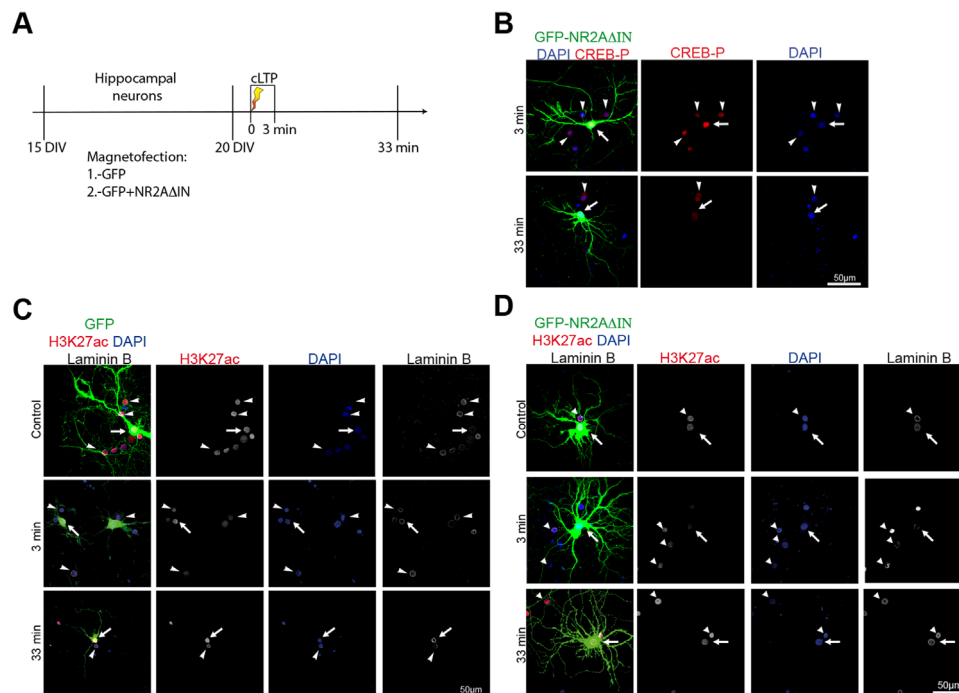 A
Hippocampal
neurons
cLTP
0 3 min
15 DIV
20 DIV
33 min
Magnetofection:
1.-GFP
2.-GFP+NR2AΔIN
B
GFP-NR2AΔIN
DAPI CREB-P
CREB-P
DAPI
3 min
33 min
50µm
C
GFP
H3K27ac DAPI
Laminin B
H3K27ac
DAPI
Laminin B
Control
3 min
33 min
50µm
D
GFP-NR2AΔIN
H3K27ac DAPI
Laminin B
H3K27ac
DAPI
Laminin B
Control
3 min
33 min
50µm